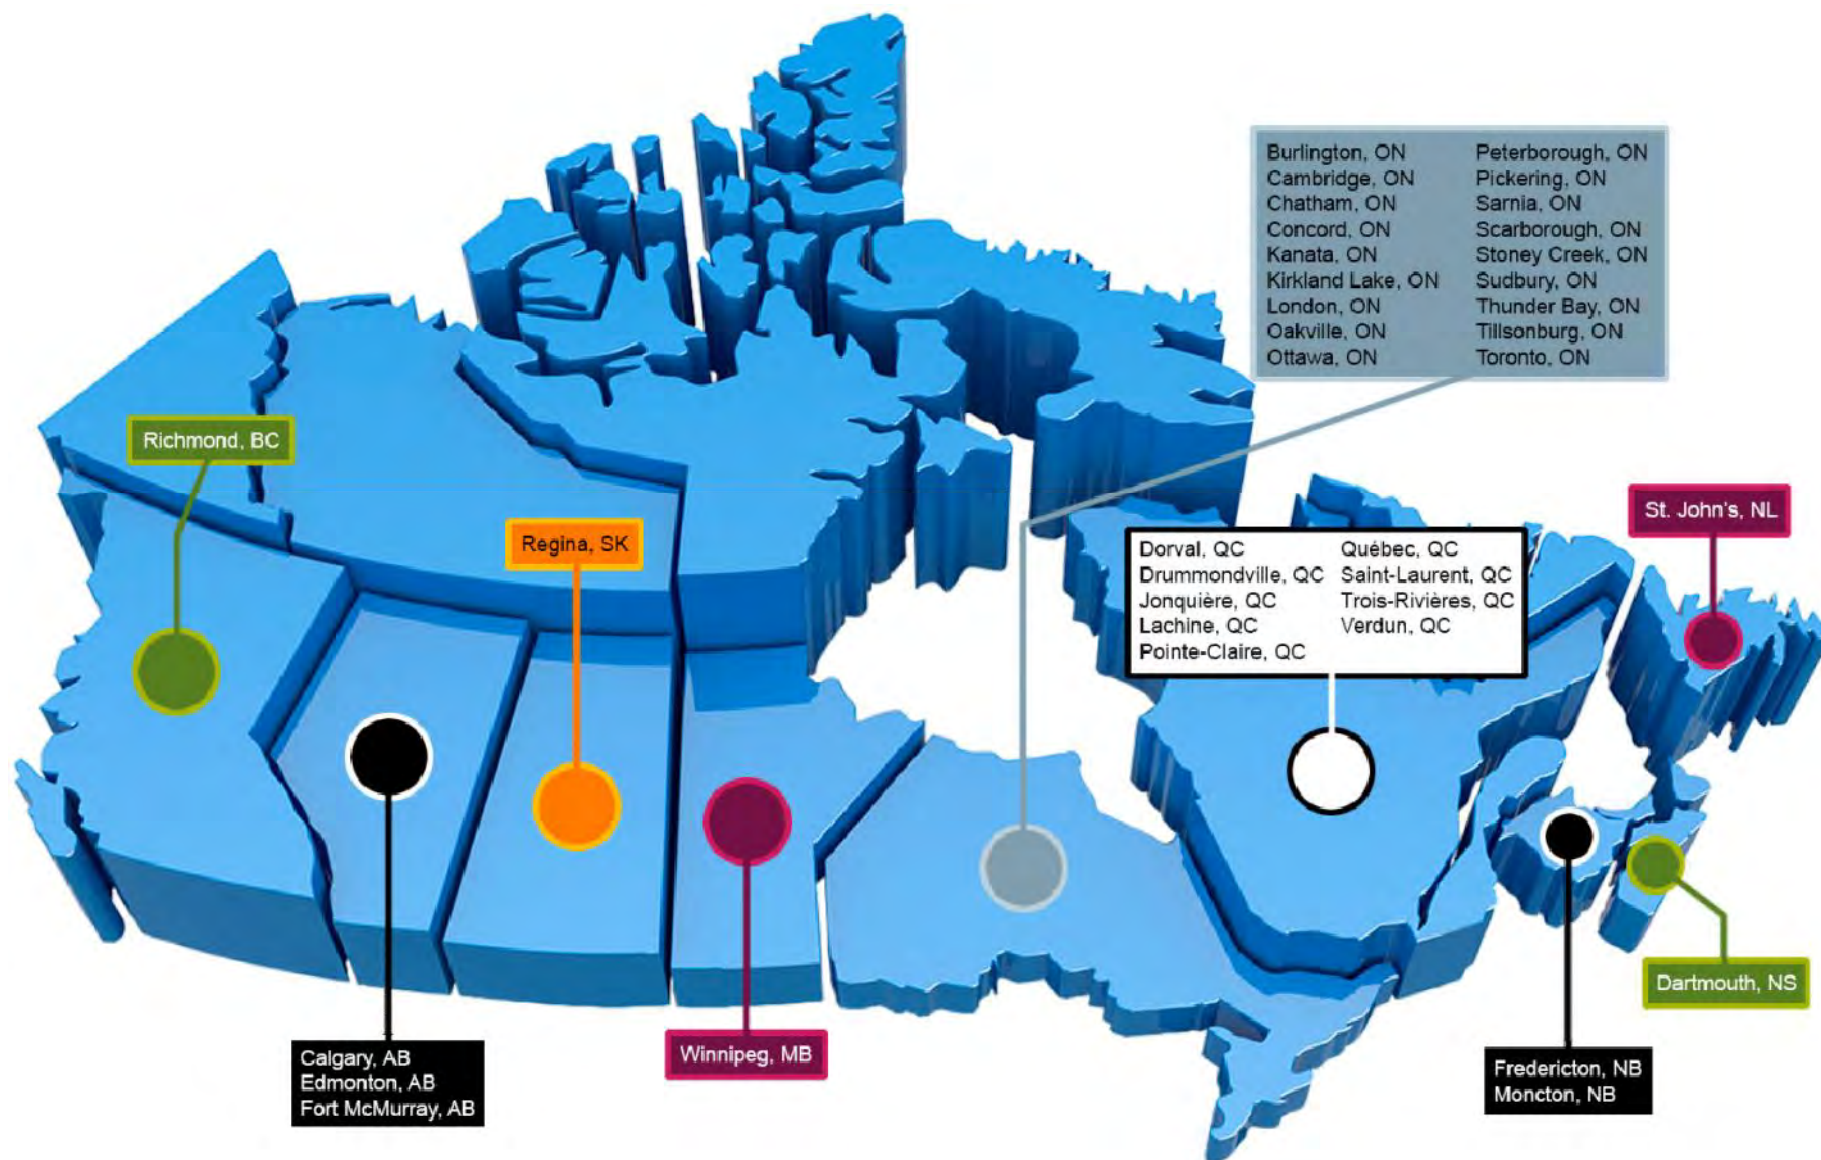 Burlington, ON
Cambridge, ON
Chatham, ON
Concord, ON
Kanata, ON
Kirkland Lake, ON
London, ON
Oakville, ON
Ottawa, ON
Peterborough, ON
Pickering, ON
Sarnia, ON
Scarborough, ON
Stoney Creek, ON
Sudbury, ON
Thunder Bay, ON
Tillsonburg, ON
Toronto, ON
Richmond, BC
Regina, SK
St. John's, NL
Dorval, QC
Drummondville, QC
Jonquière, QC
Lachine, QC
Pointe-Claire, QC
Québec, QC
Saint-Laurent, QC
Trois-Rivières, QC
Verdun, QC
Dartmouth, NS
Calgary, AB
Edmonton, AB
Fort McMurray, AB
Winnipeg, MB
Fredericton, NB
Moncton, NB